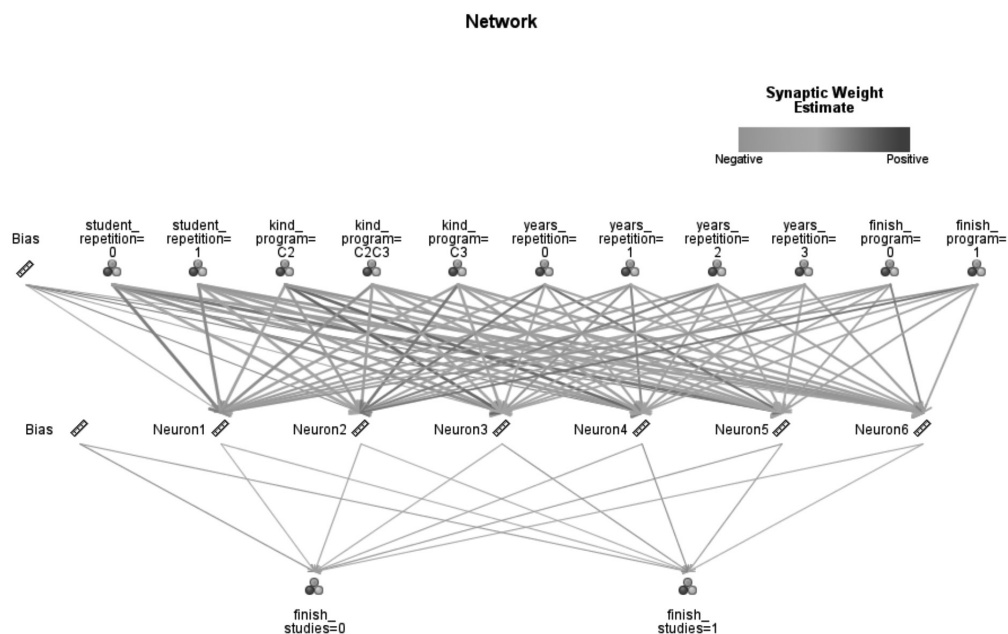 Network
Synaptic Weight
Estimate
Negative
Positive
Bias
student_
repetition=
0
student_
repetition=
1
kind_
program=
C2
kind_
program=
C2C3
kind_
program=
C3
years_
repetition=
0
years_
repetition=
1
years_
repetition=
2
years_
repetition=
3
finish_
program=
0
finish_
program=
1
Bias
Neuron1
Neuron2
Neuron3
Neuron4
Neuron5
Neuron6
finish_
studies=0
finish_
studies=1